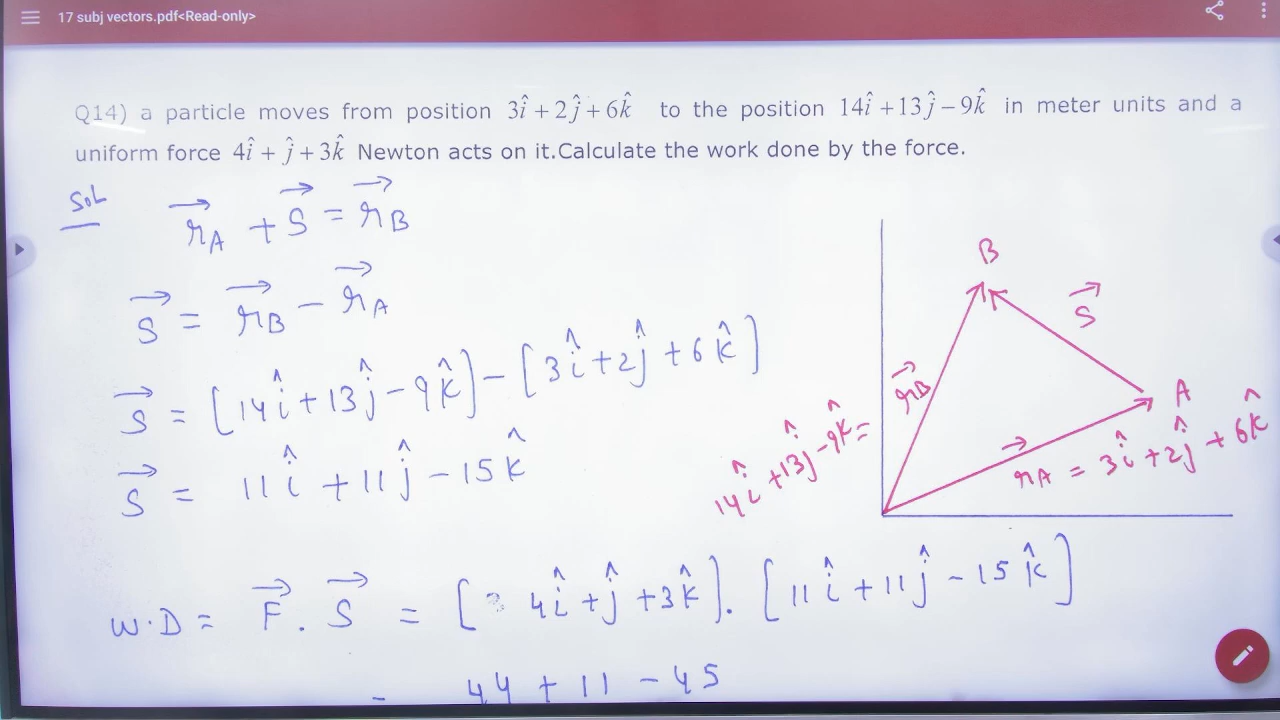 17 subj vectors.pdf<Read-only>
Q14) a particle moves from position 3î + 2ĵ + 6k̂ to the position 14î + 13ĵ − 9k̂ in meter units and a
uniform force 4î + ĵ + 3k̂ Newton acts on it.Calculate the work done by the force.
Sol
r⃗A + S⃗ = r⃗B
S⃗ = r⃗B − r⃗A
S⃗ = [14î + 13ĵ − 9k̂] − [3î + 2ĵ + 6k̂]
S⃗ = 11î + 11ĵ − 15k̂
W.D = F⃗ . S⃗ = [4î + ĵ + 3k̂] . [11î + 11ĵ − 15k̂]
44 + 11 − 45
B
S⃗
r⃗B
A
14î + 13ĵ − 9k̂ =
r⃗A = 3î + 2ĵ + 6k̂